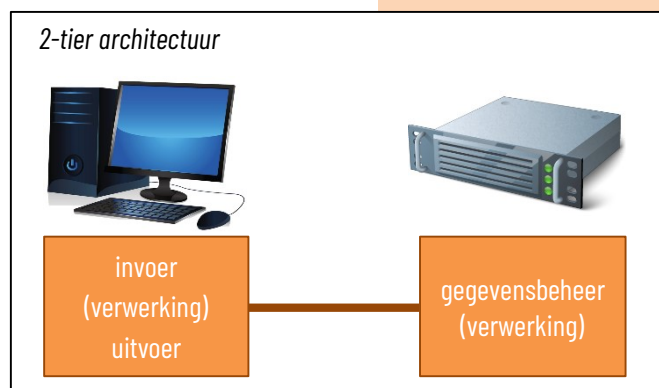 2-tier architectuur
invoer
(verwerking)
uitvoer
gegevensbeheer
(verwerking)